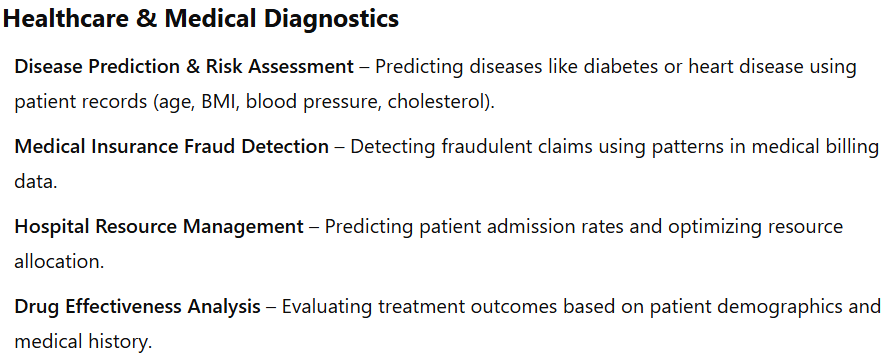 Healthcare & Medical Diagnostics
Disease Prediction & Risk Assessment – Predicting diseases like diabetes or heart disease using
patient records (age, BMI, blood pressure, cholesterol).
Medical Insurance Fraud Detection – Detecting fraudulent claims using patterns in medical billing
data.
Hospital Resource Management – Predicting patient admission rates and optimizing resource
allocation.
Drug Effectiveness Analysis – Evaluating treatment outcomes based on patient demographics and
medical history.